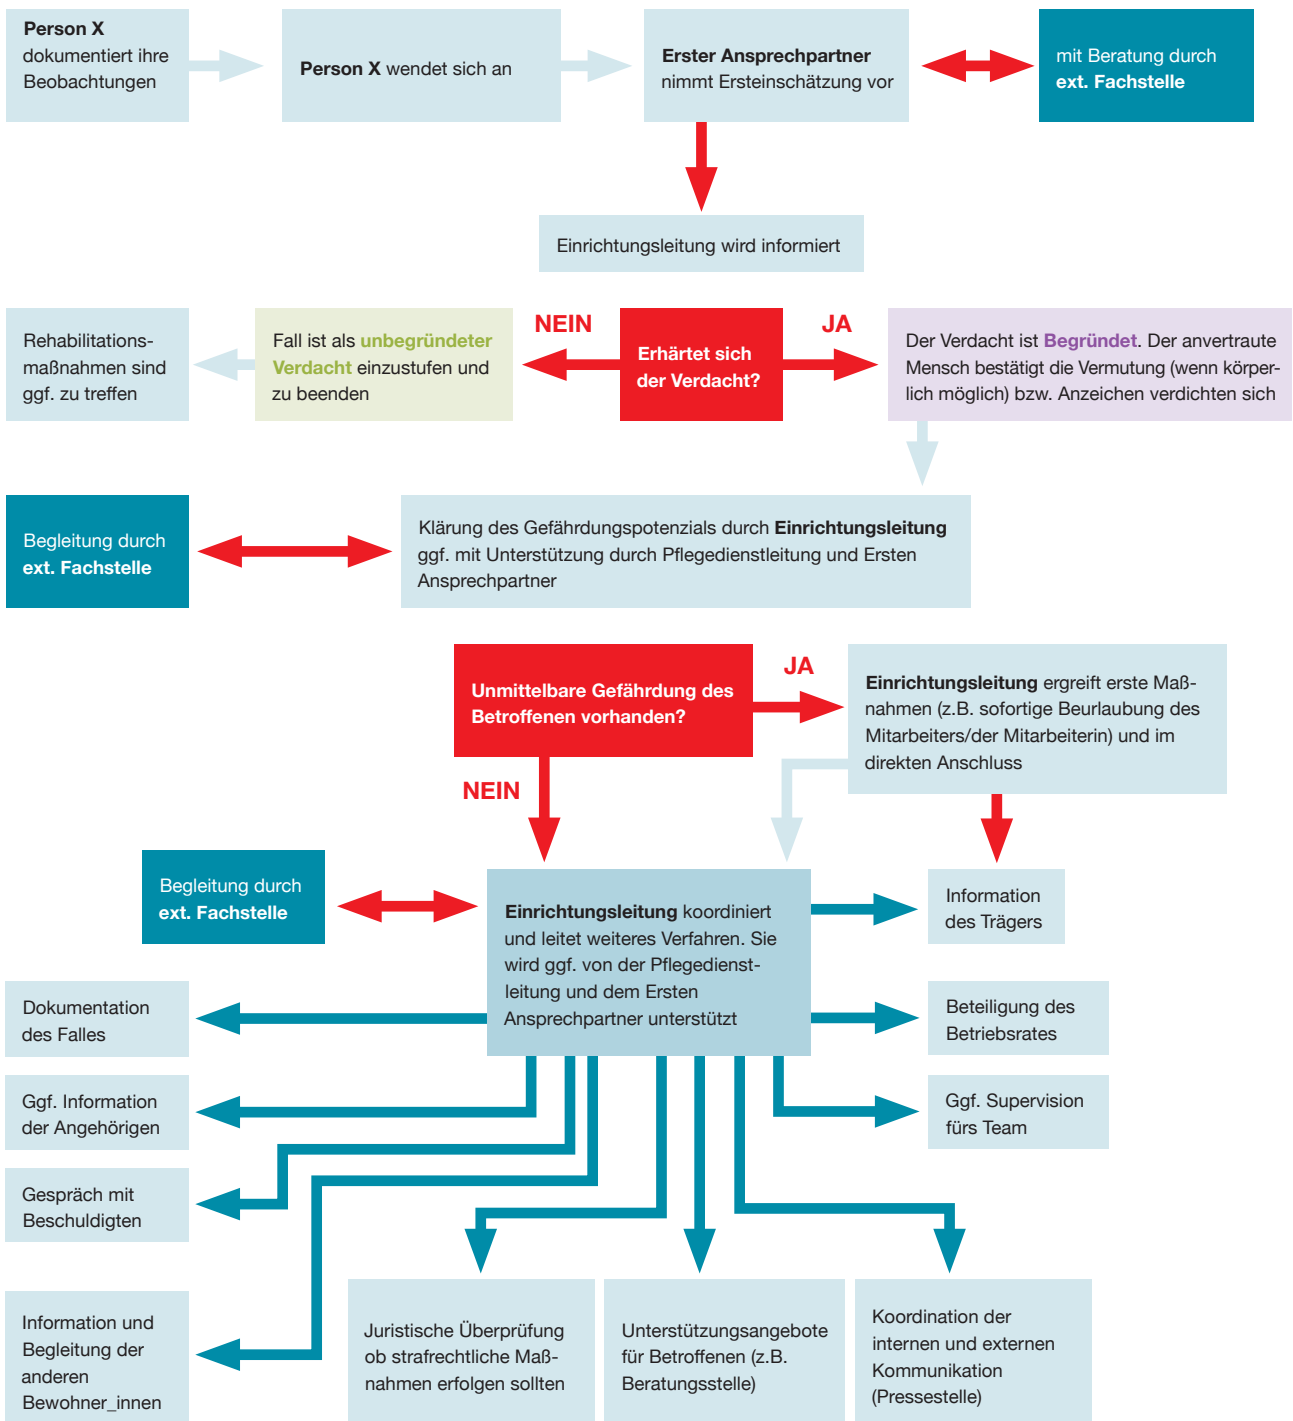 Person X
dokumentiert ihre
Beobachtungen
Person X wendet sich an
Erster Ansprechpartner
nimmt Ersteinschätzung vor
mit Beratung durch
ext. Fachstelle
Einrichtungsleitung wird informiert
Rehabilitations-
maßnahmen sind
ggf. zu treffen
Fall ist als unbegründeter
Verdacht einzustufen und
zu beenden
NEIN
Erhärtet sich
der Verdacht?
JA
Der Verdacht ist Begründet. Der anvertraute
Mensch bestätigt die Vermutung (wenn körper-
lich möglich) bzw. Anzeichen verdichten sich
Begleitung durch
ext. Fachstelle
Klärung des Gefährdungspotenzials durch Einrichtungsleitung
ggf. mit Unterstützung durch Pflegedienstleitung und Ersten
Ansprechpartner
Unmittelbare Gefährdung des
Betroffenen vorhanden?
JA
Einrichtungsleitung ergreift erste Maß-
nahmen (z.B. sofortige Beurlaubung des
Mitarbeiters/der Mitarbeiterin) und im
direkten Anschluss
NEIN
Begleitung durch
ext. Fachstelle
Einrichtungsleitung koordiniert
und leitet weiteres Verfahren. Sie
wird ggf. von der Pflegedienst-
leitung und dem Ersten
Ansprechpartner unterstützt
Information
des Trägers
Dokumentation
des Falles
Beteiligung des
Betriebsrates
Ggf. Information
der Angehörigen
Ggf. Supervision
fürs Team
Gespräch mit
Beschuldigten
Information und
Begleitung der
anderen
Bewohner_innen
Juristische Überprüfung
ob strafrechtliche Maß-
nahmen erfolgen sollten
Unterstützungsangebote
für Betroffenen (z.B.
Beratungsstelle)
Koordination der
internen und externen
Kommunikation
(Pressestelle)